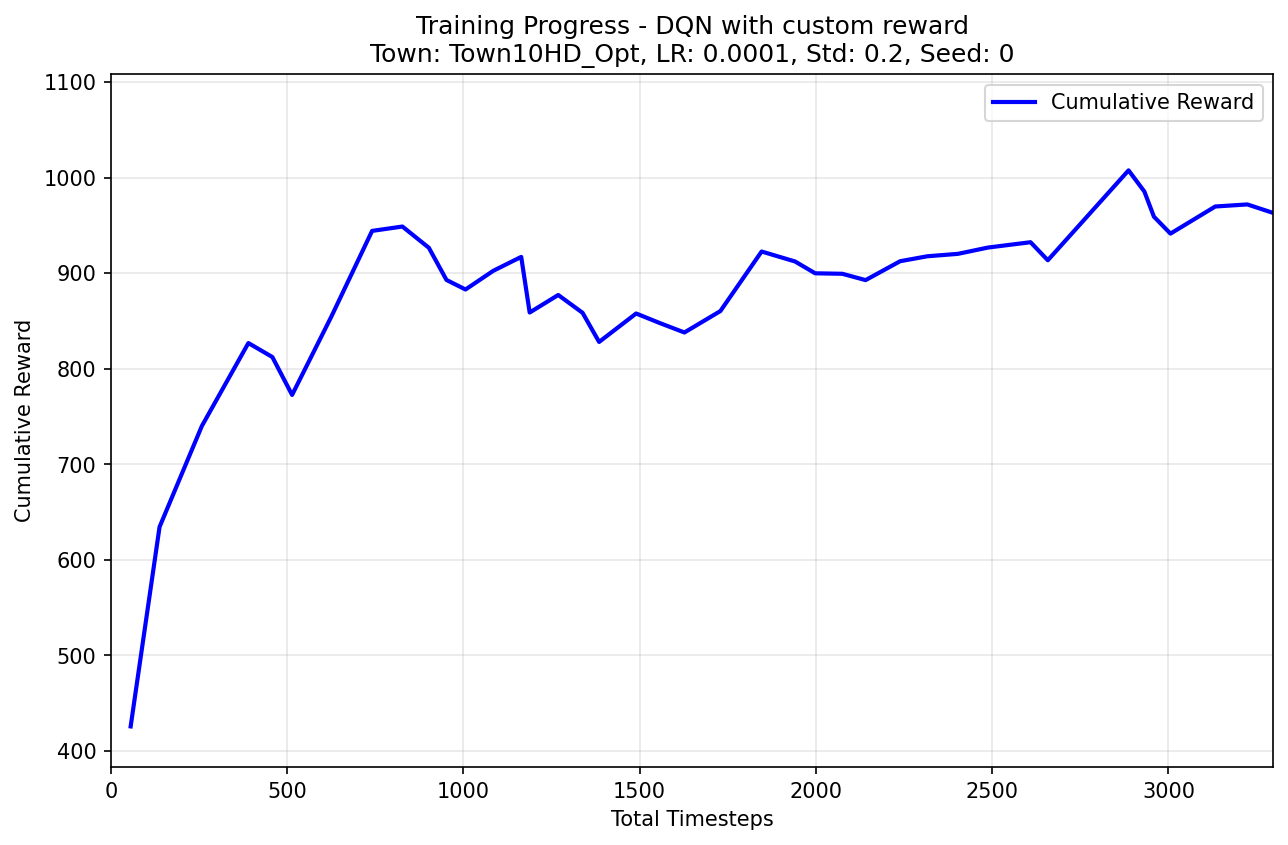 Training Progress - DQN with custom reward
Town: Town10HD_Opt, LR: 0.0001, Std: 0.2, Seed: 0
Cumulative Reward
1100
1000
900
800
700
600
500
400
Cumulative Reward
0 500 1000 1500 2000 2500 3000
Total Timesteps